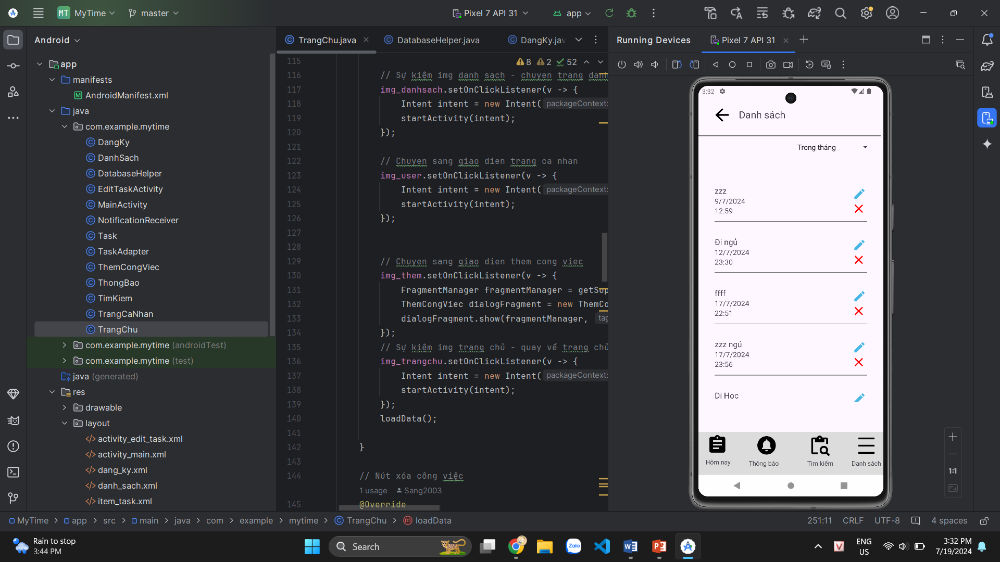 MT MyTime master Pixel 7 API 31 app
Android
app
manifests
AndroidManifest.xml
java
com.example.mytime
DangKy
DanhSach
DatabaseHelper
EditTaskActivity
MainActivity
NotificationReceiver
Task
TaskAdapter
ThemCongViec
ThongBao
TimKiem
TrangCaNhan
TrangChu
com.example.mytime (androidTest)
com.example.mytime (test)
java (generated)
res
drawable
layout
activity_edit_task.xml
activity_main.xml
dang_ky.xml
danh_sach.xml
item_task.xml
TrangChu.java DatabaseHelper.java DangKy.jav
8 2 52
115
116 // Sự kiêm img danh sach - chuyen trang danh
117 img_danhsach.setOnClickListener(v -> {
118 Intent intent = new Intent( packageContext:
119 startActivity(intent);
120 });
121
122 // Chuyen sang giao dien trang ca nhan
123 img_user.setOnClickListener(v -> {
124 Intent intent = new Intent( packageContext:
125 startActivity(intent);
126 });
127
128
129 // Chuyen sang giao dien them cong viec
130 img_them.setOnClickListener(v -> {
131 FragmentManager fragmentManager = getSup
132 ThemCongViec dialogFragment = new ThemCo
133 dialogFragment.show(fragmentManager, tag
134 });
135 // Sự kiệm img trang chủ - quay về trang chủ
136 img_trangchu.setOnClickListener(v -> {
137 Intent intent = new Intent( packageContext:
138 startActivity(intent);
139 });
140 loadData();
141
142 }
143
144 // Nút xóa công việc
1 usage Sang2003
145 @Override
Running Devices Pixel 7 API 31
3:32
Danh sách
Trong tháng
zzz
9/7/2024
12:59
Đi ngủ
12/7/2024
23:30
ffff
17/7/2024
22:51
zzz ngủ
17/7/2024
23:56
Di Hoc
Hôm nay Thông báo Tìm kiếm Danh sách
1:1
MyTime > app > src > main > java > com > example > mytime > TrangChu > loadData 251:11 CRLF UTF-8 4 spaces
Rain to stop
3:44 PM
Search
Zalo
ENG
US
3:32 PM
7/19/2024